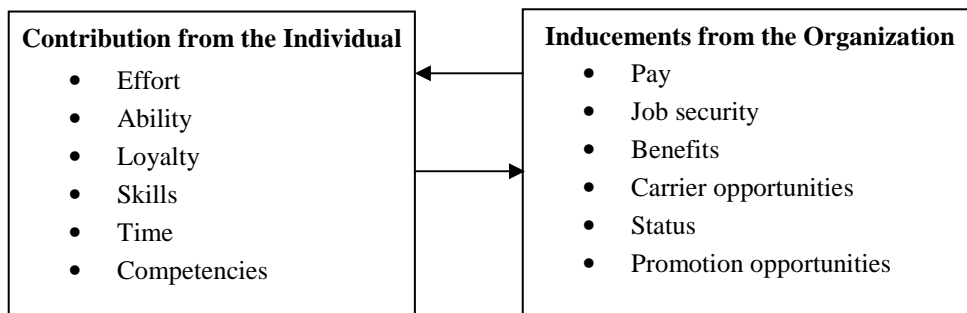 Contribution from the Individual
• Effort
• Ability
• Loyalty
• Skills
• Time
• Competencies
Inducements from the Organization
• Pay
• Job security
• Benefits
• Carrier opportunities
• Status
• Promotion opportunities